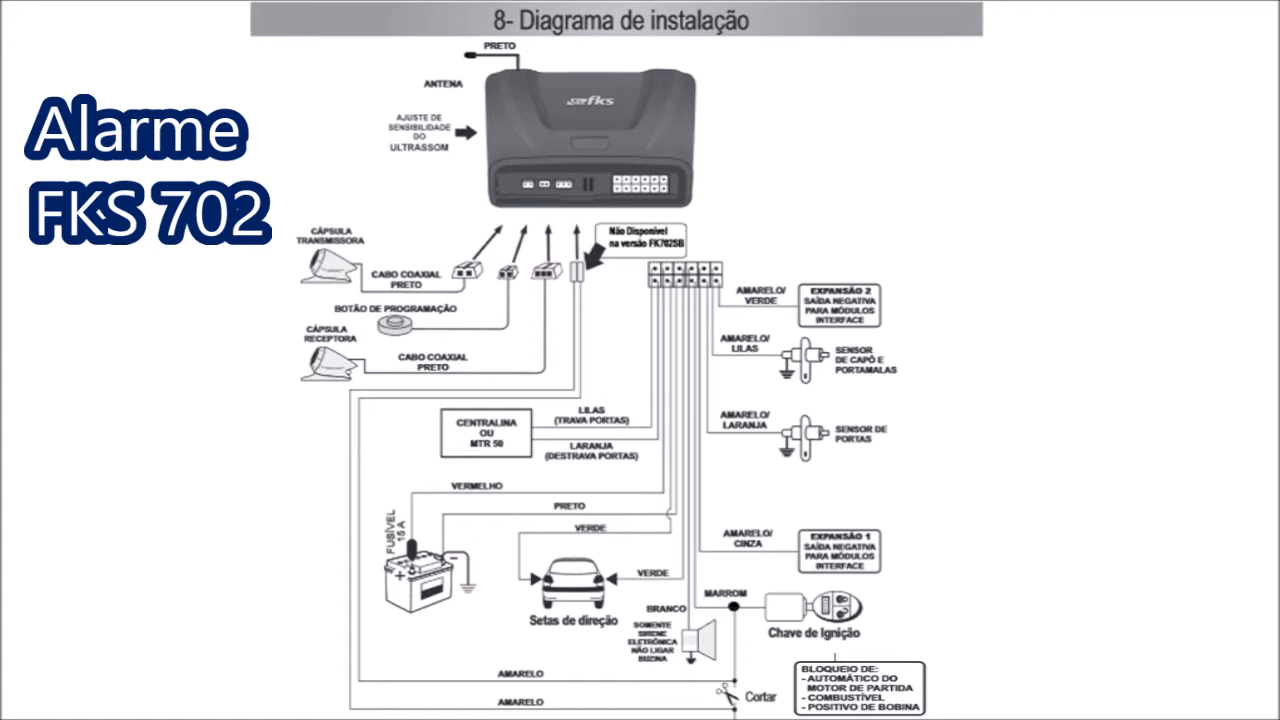 8- Diagrama de instalação
Alarme
FKS 702
PRETO
ANTENA
AJUSTE DE
SENSIBILIDADE
DO
ULTRASSOM
fks
Não Disponível
na versão FK702SB
CÁPSULA
TRANSMISSORA
CABO COAXIAL
PRETO
BOTÃO DE PROGRAMAÇÃO
CÁPSULA
RECEPTORA
CABO COAXIAL
PRETO
AMARELO/
VERDE
EXPANSÃO 2
SAÍDA NEGATIVA
PARA MÓDULOS
INTERFACE
AMARELO/
LILAS
SENSOR
DE CAPÔ E
PORTAMALAS
AMARELO/
LARANJA
SENSOR DE
PORTAS
CENTRALINA
OU
MTR 50
LILAS
(TRAVA PORTAS)
LARANJA
(DESTRAVA PORTAS)
VERMELHO
PRETO
FUSÍVEL
15 A
+
-
VERDE
VERDE
Setas de direção
AMARELO/
CINZA
EXPANSÃO 1
SAÍDA NEGATIVA
PARA MÓDULOS
INTERFACE
MARROM
Chave de Ignição
BRANCO
SOMENTE
SIRENE
ELETRÔNICA
NÃO LIGAR
BUZINA
AMARELO
AMARELO
Cortar
BLOQUEIO DE:
- AUTOMÁTICO DO
MOTOR DE PARTIDA
- COMBUSTÍVEL
- POSITIVO DE BOBINA